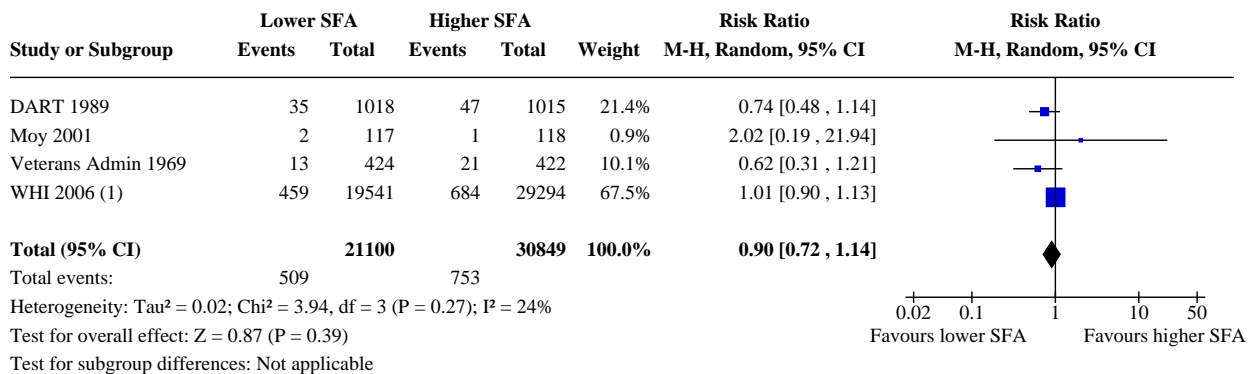 Lower SFA Higher SFA Risk Ratio Risk Ratio
Study or Subgroup Events Total Events Total Weight M-H, Random, 95% CI M-H, Random, 95% CI
DART 1989 35 1018 47 1015 21.4% 0.74 [0.48 , 1.14]
Moy 2001 2 117 1 118 0.9% 2.02 [0.19 , 21.94]
Veterans Admin 1969 13 424 21 422 10.1% 0.62 [0.31 , 1.21]
WHI 2006 (1) 459 19541 684 29294 67.5% 1.01 [0.90 , 1.13]
Total (95% CI) 21100 30849 100.0% 0.90 [0.72 , 1.14]
Total events: 509 753
Heterogeneity: Tau² = 0.02; Chi² = 3.94, df = 3 (P = 0.27); I² = 24%
0.02 0.1 1 10 50
Test for overall effect: Z = 0.87 (P = 0.39)
Favours lower SFA Favours higher SFA
Test for subgroup differences: Not applicable